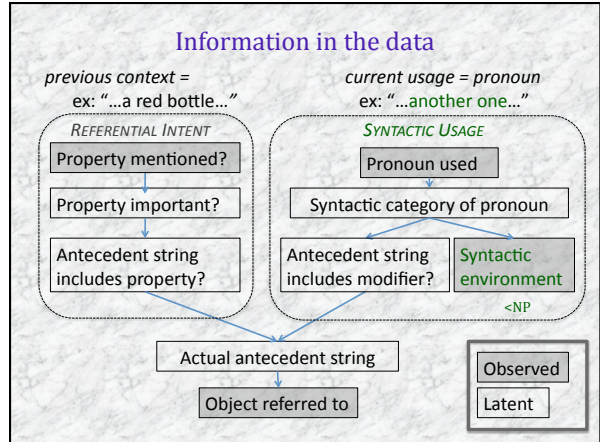 Information in the data
previous context =
ex: “…a red bottle…”
current usage = pronoun
ex: “…another one…”
REFERENTIAL INTENT
Property mentioned?
Property important?
Antecedent string
includes property?
SYNTACTIC USAGE
Pronoun used
Syntactic category of pronoun
Antecedent string
includes modifier?
Syntactic
environment
<NP
Actual antecedent string
Object referred to
Observed
Latent